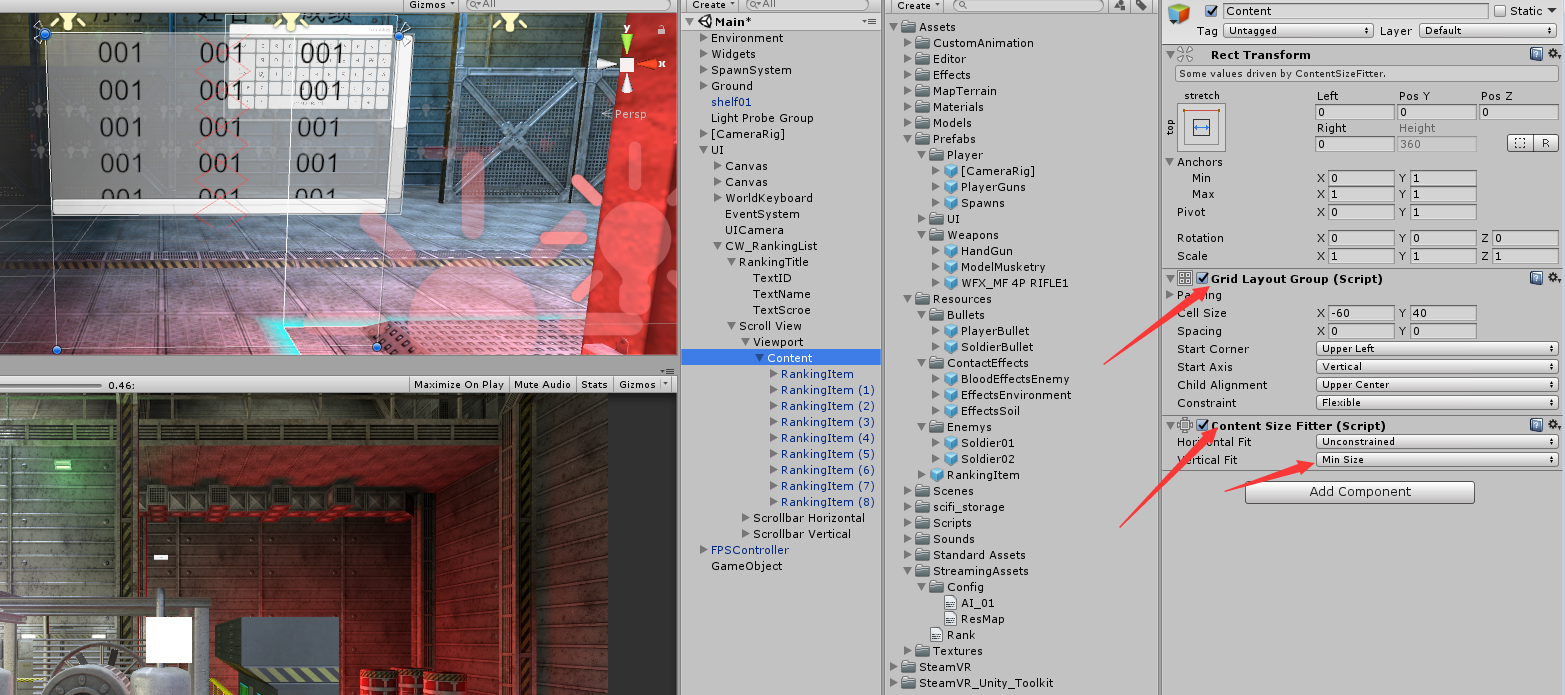 Gizmos
All
001 001 001
001 001 001
001 001 001
001 001 001
001 001 001
y
x
Persp
0.46:
Maximize On Play
Mute Audio
Stats
Gizmos
Create
All
Main*
Environment
Widgets
SpawnSystem
Ground
shelf01
Light Probe Group
[CameraRig]
UI
Canvas
Canvas
WorldKeyboard
EventSystem
UICamera
CW_RankingList
RankingTitle
TextID
TextName
TextScroe
Scroll View
Viewport
Content
RankingItem
RankingItem (1)
RankingItem (2)
RankingItem (3)
RankingItem (4)
RankingItem (5)
RankingItem (6)
RankingItem (7)
RankingItem (8)
Scrollbar Horizontal
Scrollbar Vertical
FPSController
GameObject
Create
Assets
CustomAnimation
Editor
Effects
MapTerrain
Materials
Models
Prefabs
Player
[CameraRig]
PlayerGuns
Spawns
UI
Weapons
HandGun
ModelMusketry
WFX_MF 4P RIFLE1
Resources
Bullets
PlayerBullet
SoldierBullet
ContactEffects
BloodEffectsEnemy
EffectsEnvironment
EffectsSoil
Enemys
Soldier01
Soldier02
RankingItem
Scenes
scifi_storage
Scripts
Sounds
Standard Assets
StreamingAssets
Config
AI_01
ResMap
Rank
Textures
SteamVR
SteamVR_Unity_Toolkit
Content
Static
Tag Untagged Layer Default
Rect Transform
Some values driven by ContentSizeFitter.
stretch
top
Left Pos Y Pos Z
0 0 0
Right Height
0 360 R
Anchors
Min X 0 Y 1
Max X 1 Y 1
Pivot X 0 Y 1
Rotation X 0 Y 0 Z 0
Scale X 1 Y 1 Z 1
Grid Layout Group (Script)
Padding
Cell Size X -60 Y 40
Spacing X 0 Y 0
Start Corner Upper Left
Start Axis Vertical
Child Alignment Upper Center
Constraint Flexible
Content Size Fitter (Script)
Horizontal Fit Unconstrained
Vertical Fit Min Size
Add Component